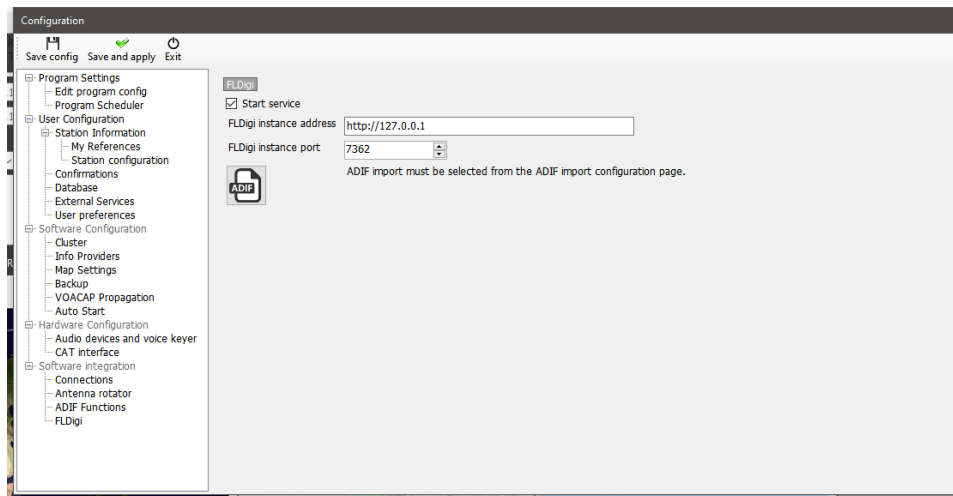 Configuration
Save config Save and apply Exit
Program Settings
Edit program config
Program Scheduler
User Configuration
Station Information
My References
Station configuration
Confirmations
Database
External Services
User preferences
Software Configuration
Cluster
Info Providers
Map Settings
Backup
VOACAP Propagation
Auto Start
Hardware Configuration
Audio devices and voice keyer
CAT interface
Software integration
Connections
Antenna rotator
ADIF Functions
FLDigi
FLDigi
Start service
FLDigi instance address http://127.0.0.1
FLDigi instance port 7362
ADIF import must be selected from the ADIF import configuration page.
ADIF